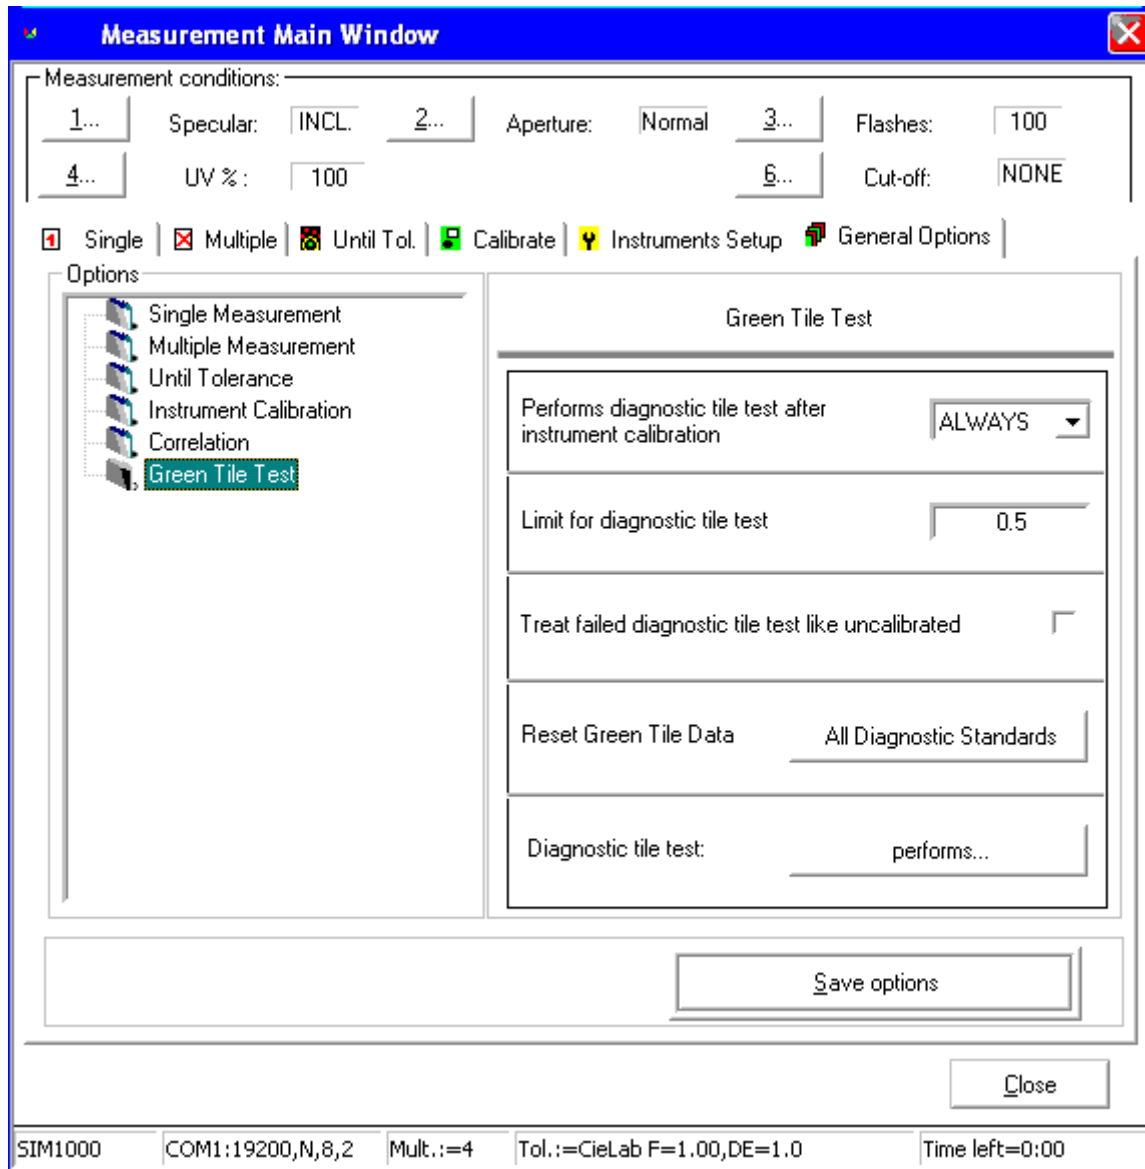 Measurement Main Window
Measurement conditions:
1... Specular: INCL. 2... Aperture: Normal 3... Flashes: 100
4... UV % : 100 6... Cut-off: NONE
1 Single Multiple Until Tol. Calibrate Instruments Setup General Options
Options
Single Measurement
Multiple Measurement
Until Tolerance
Instrument Calibration
Correlation
Green Tile Test
Green Tile Test
Performs diagnostic tile test after
instrument calibration
ALWAYS
Limit for diagnostic tile test 0.5
Treat failed diagnostic tile test like uncalibrated
Reset Green Tile Data All Diagnostic Standards
Diagnostic tile test: performs...
Save options
Close
SIM1000 COM1:19200,N,8,2 Mult.:=4 Tol.:=CieLab F=1.00,DE=1.0 Time left=0:00